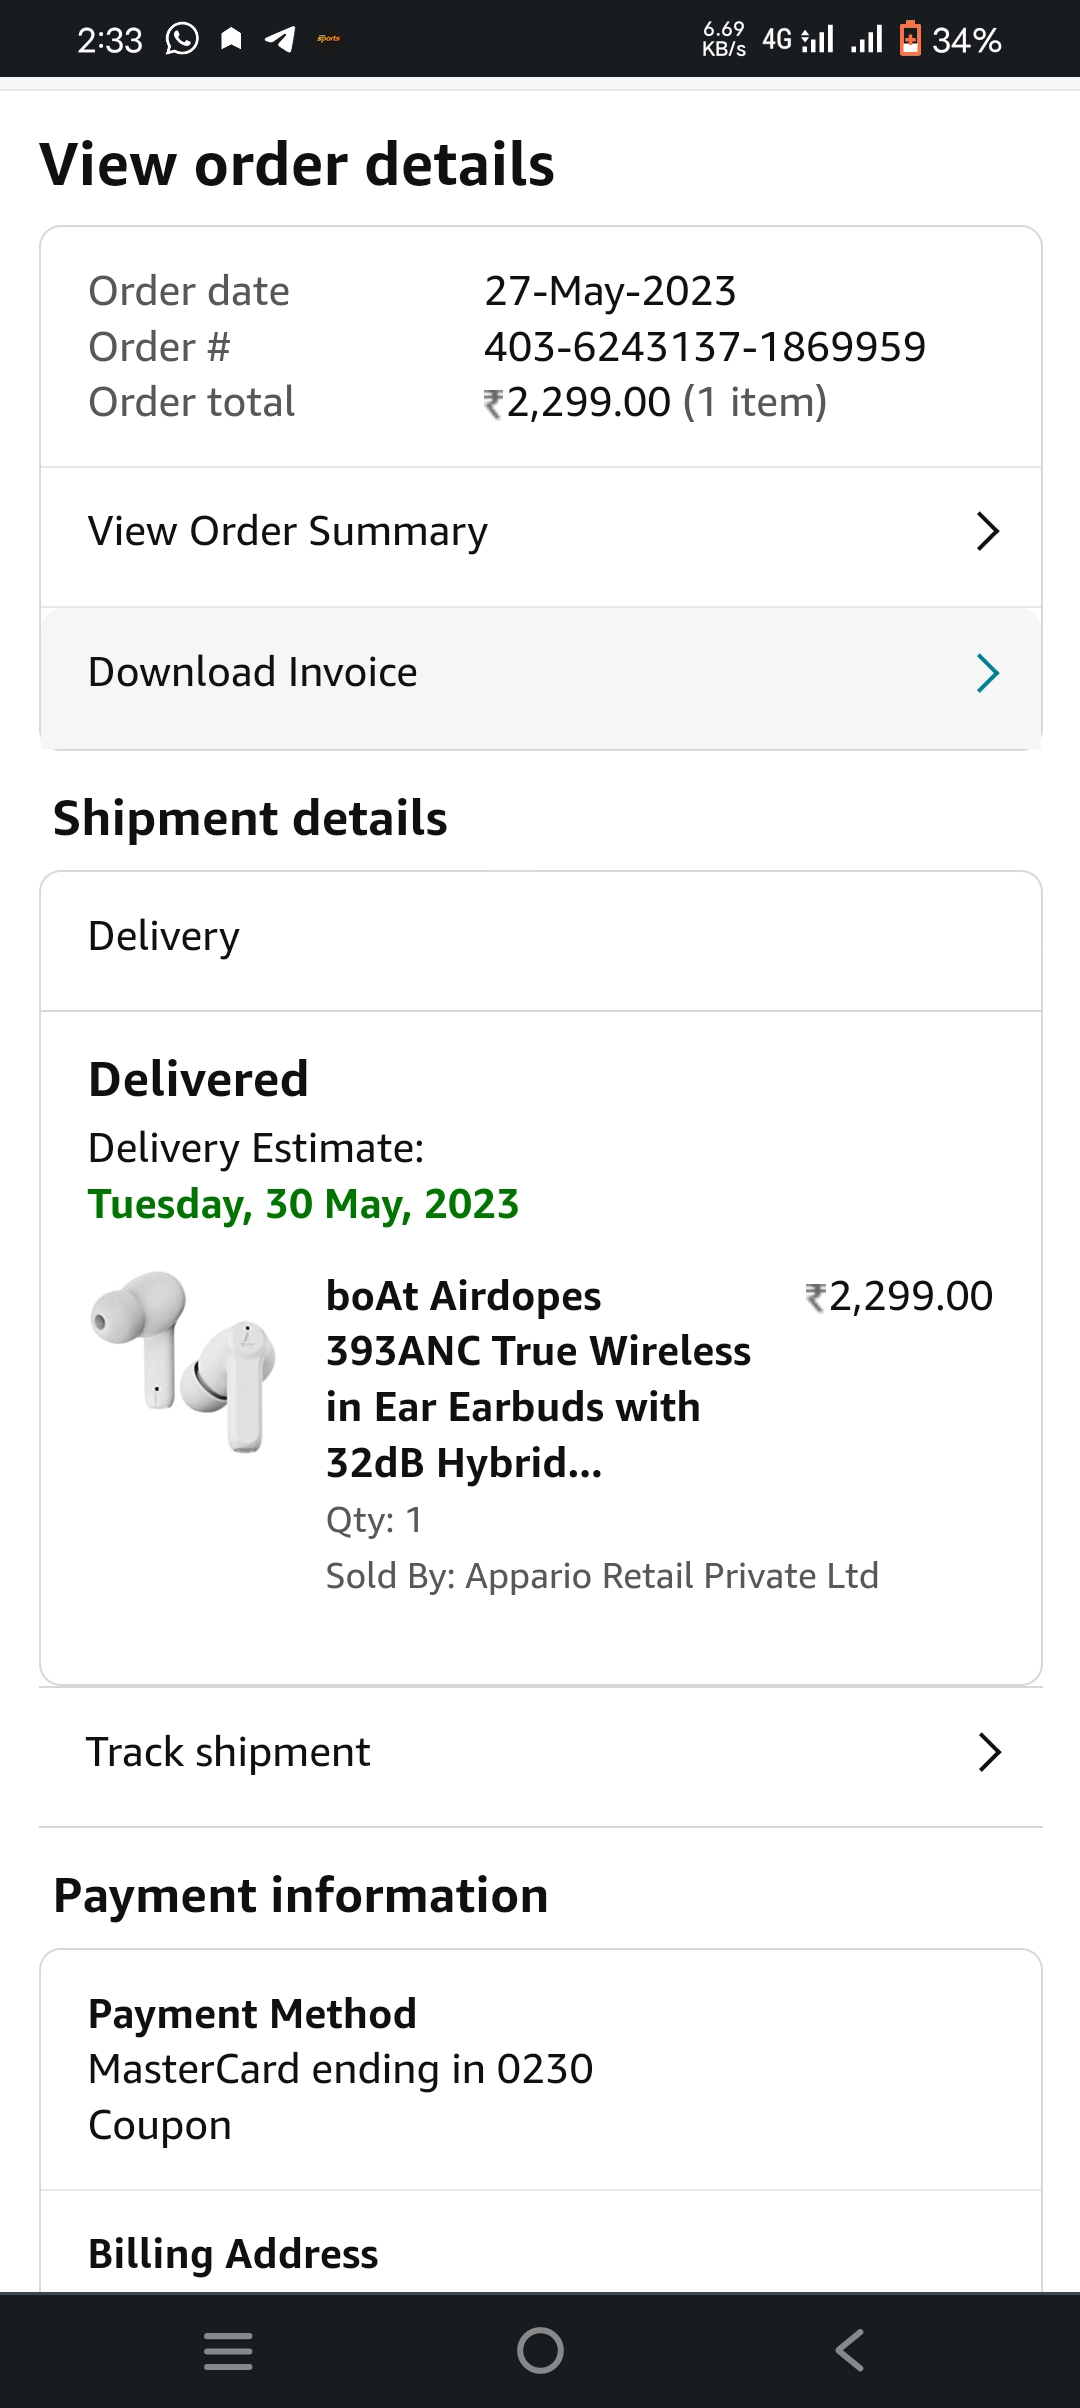 2:33 sports 6.69 KB/s 4G 34%
View order details
Order date 27-May-2023
Order # 403-6243137-1869959
Order total ₹2,299.00 (1 item)
View Order Summary
Download Invoice
Shipment details
Delivery
Delivered
Delivery Estimate:
Tuesday, 30 May, 2023
boAt Airdopes ₹2,299.00
393ANC True Wireless
in Ear Earbuds with
32dB Hybrid...
Qty: 1
Sold By: Appario Retail Private Ltd
Track shipment
Payment information
Payment Method
MasterCard ending in 0230
Coupon
Billing Address